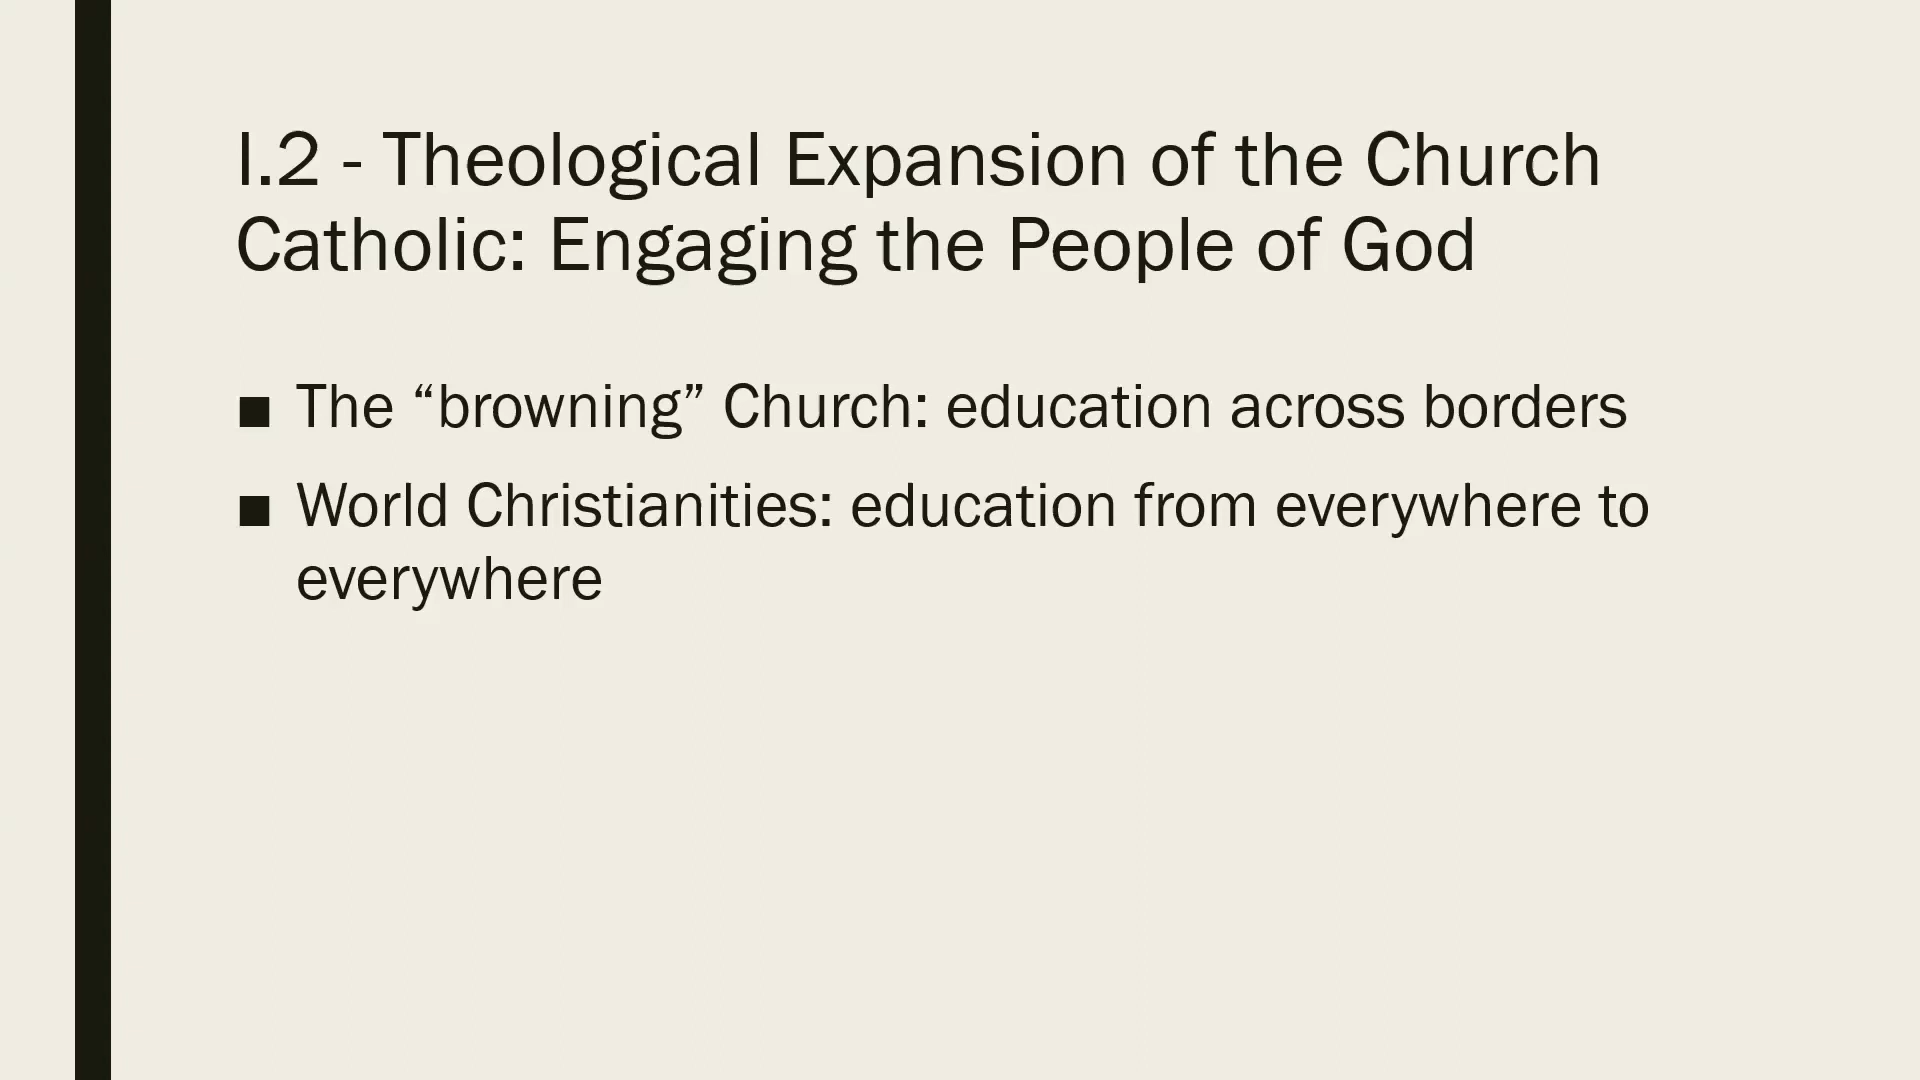 I.2 - Theological Expansion of the Church
Catholic: Engaging the People of God
■ The “browning” Church: education across borders
■ World Christianities: education from everywhere to
everywhere